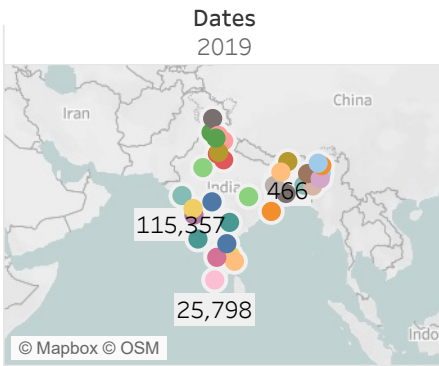 Dates
2019
Iran
China
India
466
115,357
25,798
Indo
© Mapbox © OSM